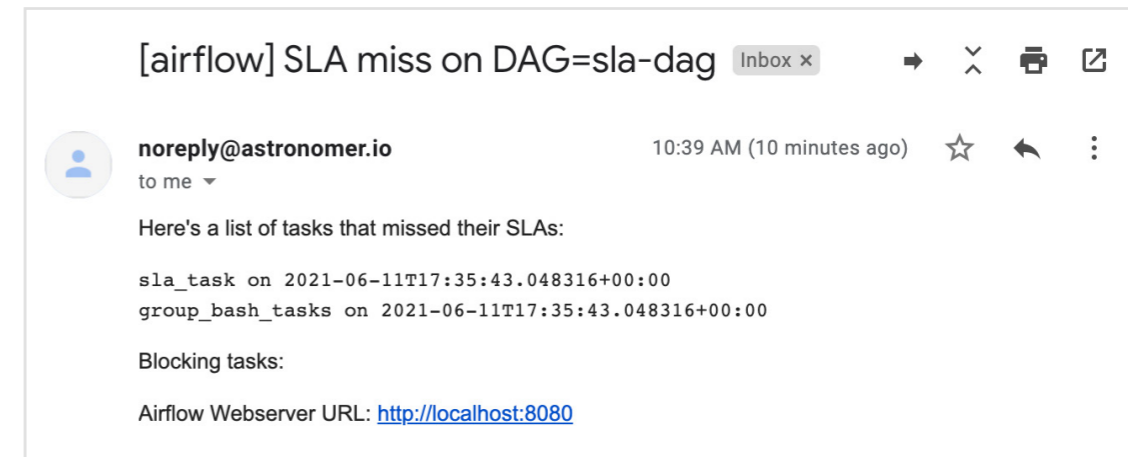 [airflow] SLA miss on DAG=sla-dag Inbox ×
noreply@astronomer.io 10:39 AM (10 minutes ago)
to me
Here's a list of tasks that missed their SLAs:
sla_task on 2021-06-11T17:35:43.048316+00:00
group_bash_tasks on 2021-06-11T17:35:43.048316+00:00
Blocking tasks:
Airflow Webserver URL: http://localhost:8080